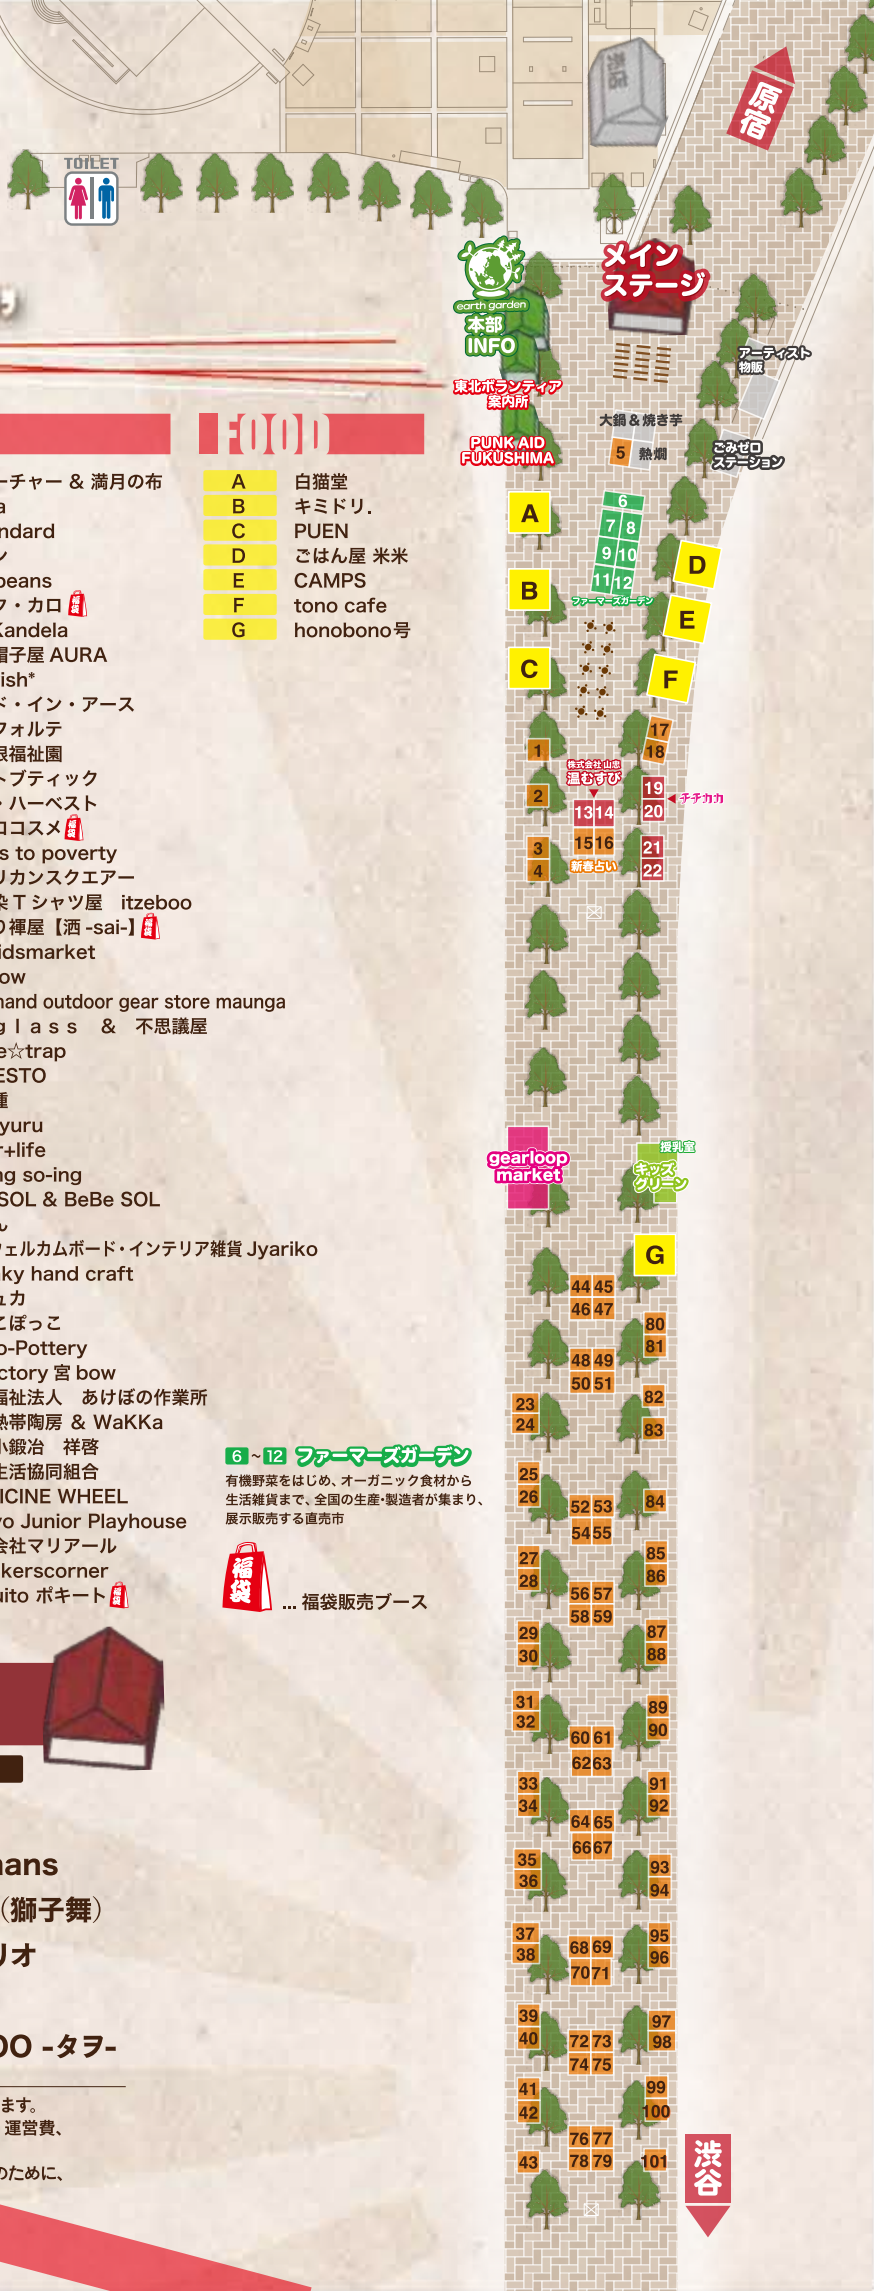 原宿
TOILET
メイン
ステージ
earth garden
本部
INFO
アーティスト
物販
東北ボランティア
案内所
大鍋&焼き芋
5 熱燗
PUNK AID
FUKUSHIMA
ごみゼロ
ステーション
FOOD
A 白猫堂
B キミドリ.
C PUEN
D ごはん屋 米米
E CAMPS
F tono cafe
G honobono号
ーチャー & 満月の布
a
ndard
ン
beans
ク・カロ 福袋
Kandela
帽子屋 AURA
ish*
ド・イン・アース
フォルテ
根福祉園
トブティック
・ハーベスト
ロコスメ 福袋
s to poverty
リカンスクエアー
染Tシャツ屋 itzeboo
り褌屋【洒 -sai-】 福袋
idsmarket
ow
hand outdoor gear store maunga
glass & 不思議屋
e☆trap
ESTO
種
yuru
r+life
ng so-ing
SOL & BeBe SOL
ん
ウェルカムボード・インテリア雑貨 Jyariko
ky hand craft
ュカ
こぽっこ
o-Pottery
ctory 宮 bow
福祉法人 あけぼの作業所
熱帯陶房 & WaKKa
小鍛冶 祥啓
生活協同組合
ICINE WHEEL
yo Junior Playhouse
会社マリアール
kerscorner
uito ポキート 福袋
6 ~ 12 ファーマーズガーデン
有機野菜をはじめ、オーガニック食材から
生活雑貨まで、全国の生産・製造者が集まり、
展示販売する直売市
福袋 ... 福袋販売ブース
ans
（獅子舞）
リオ
OO -タヲ-
ます。
運営費、
のために、
A
6
7 8
9 10
11 12
ファーマーズガーデン
D
B
E
C
F
17
18
1
株式会社 山忠
温むすび
2
19
20
チチカカ
13 14
15 16
新春占い
3
4
21
22
gearloop
market
授乳室
キッズ
グリーン
G
44 45
46 47
80
81
48 49
50 51
23
24
82
83
25
26
52 53
54 55
84
27
28
85
86
56 57
58 59
29
30
87
88
31
32
89
90
60 61
62 63
33
34
91
92
64 65
66 67
35
36
93
94
37
38
68 69
70 71
95
96
39
40
72 73
74 75
97
98
41
42
99
100
76 77
78 79
43
101
渋谷